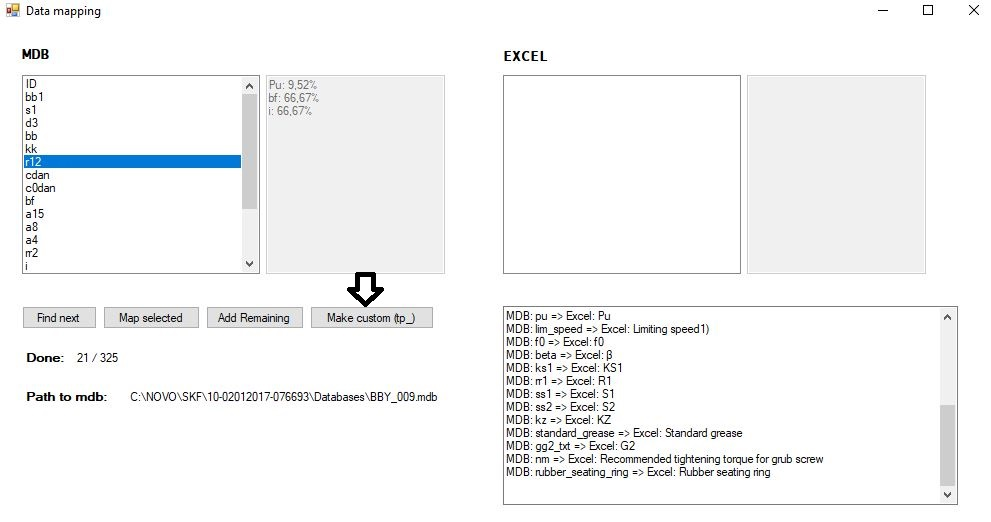 Data mapping
MDB
EXCEL
ID
bb1
s1
d3
bb
kk
r12
cdan
c0dan
bf
a15
a8
a4
rr2
i
Pu: 9,52%
bf: 66,67%
i: 66,67%
Find next
Map selected
Add Remaining
Make custom (tp_)
Done: 21 / 325
Path to mdb: C:\NOVO\SKF\10-02012017-076693\Databases\BBY_009.mdb
MDB: pu => Excel: Pu
MDB: lim_speed => Excel: Limiting speed1)
MDB: f0 => Excel: f0
MDB: beta => Excel: β
MDB: ks1 => Excel: KS1
MDB: rr1 => Excel: R1
MDB: ss1 => Excel: S1
MDB: ss2 => Excel: S2
MDB: kz => Excel: KZ
MDB: standard_grease => Excel: Standard grease
MDB: gg2_txt => Excel: G2
MDB: nm => Excel: Recommended tightening torque for grub screw
MDB: rubber_seating_ring => Excel: Rubber seating ring